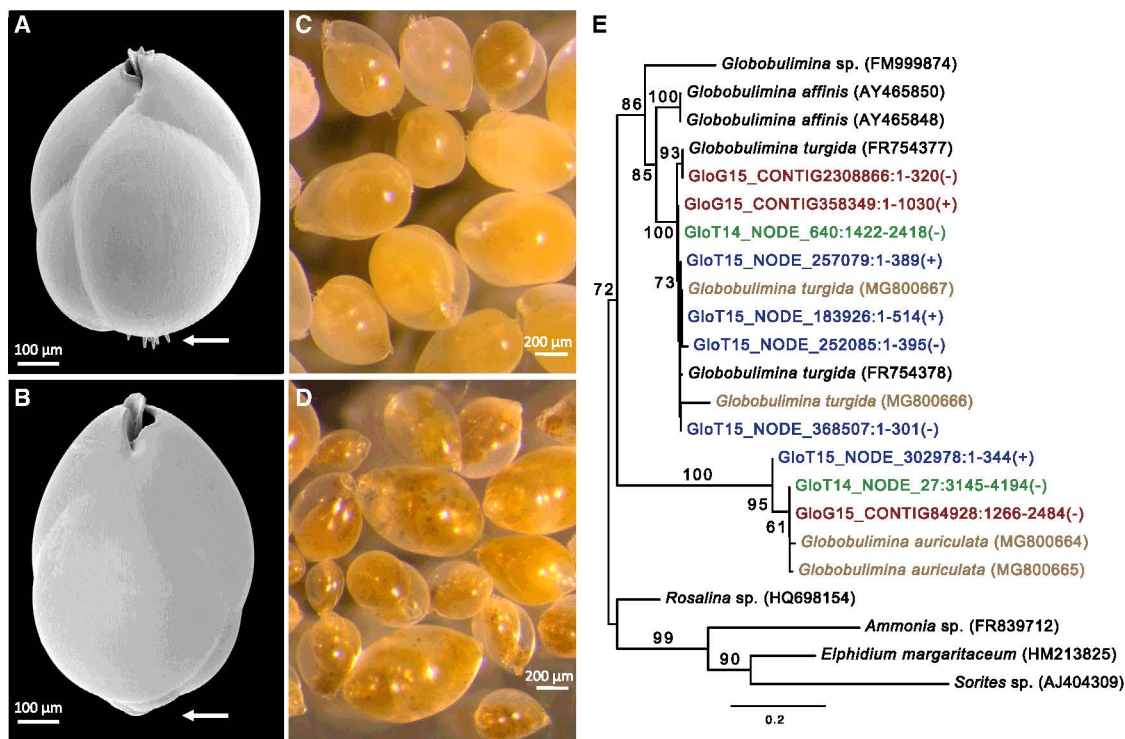 A
100 µm
B
100 µm
C
200 µm
D
200 µm
E
Globobulimina sp. (FM999874)
Globobulimina affinis (AY465850)
Globobulimina affinis (AY465848)
Globobulimina turgida (FR754377)
GloG15_CONTIG2308866:1-320(-)
GloG15_CONTIG358349:1-1030(+)
GloT14_NODE_640:1422-2418(-)
GloT15_NODE_257079:1-389(+)
Globobulimina turgida (MG800667)
GloT15_NODE_183926:1-514(+)
GloT15_NODE_252085:1-395(-)
Globobulimina turgida (FR754378)
Globobulimina turgida (MG800666)
GloT15_NODE_368507:1-301(-)
GloT15_NODE_302978:1-344(+)
GloT14_NODE_27:3145-4194(-)
GloG15_CONTIG84928:1266-2484(-)
Globobulimina auriculata (MG800664)
Globobulimina auriculata (MG800665)
Rosalina sp. (HQ698154)
Ammonia sp. (FR839712)
Elphidium margaritaceum (HM213825)
Sorites sp. (AJ404309)
86
100
93
85
100
73
72
100
95
61
99
90
0.2